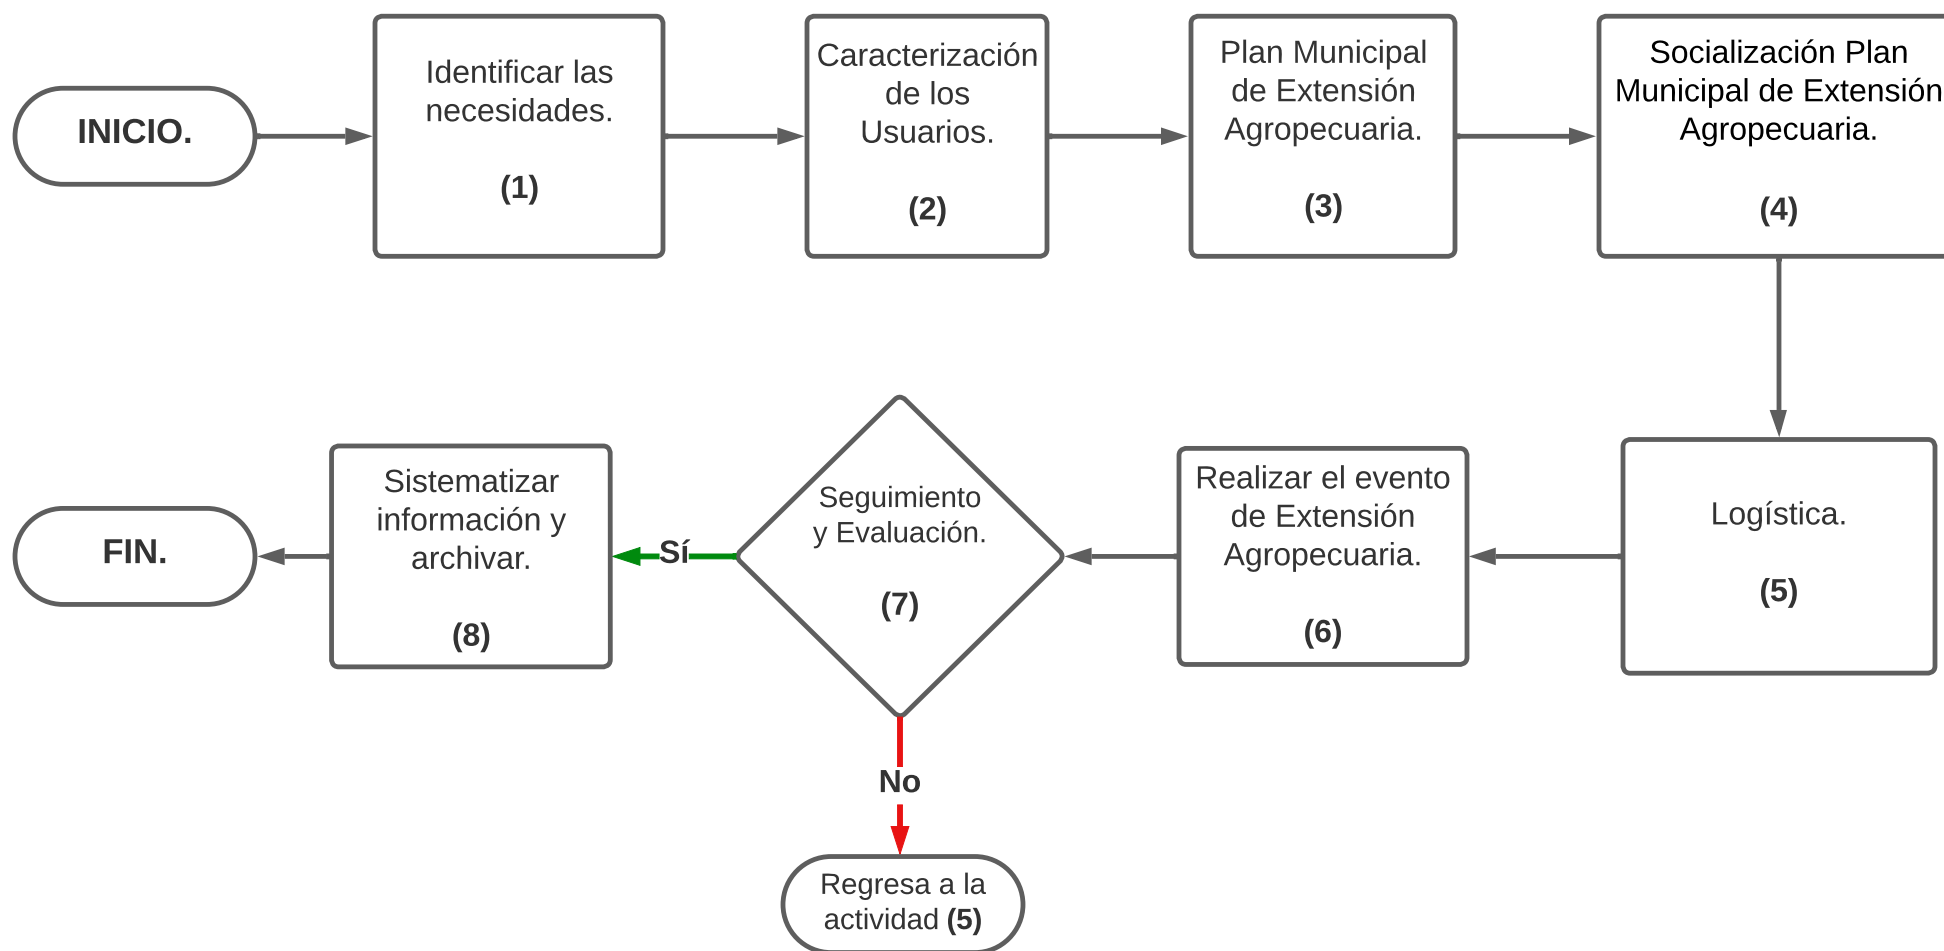 INICIO.
Identificar las
necesidades.
(1)
Caracterización
de los
Usuarios.
(2)
Plan Municipal
de Extensión
Agropecuaria.
(3)
Socialización Plan
Municipal de Extensión
Agropecuaria.
(4)
Logística.
(5)
Realizar el evento
de Extensión
Agropecuaria.
(6)
Seguimiento
y Evaluación.
(7)
Sí
Sistematizar
información y
archivar.
(8)
FIN.
No
Regresa a la
actividad (5)